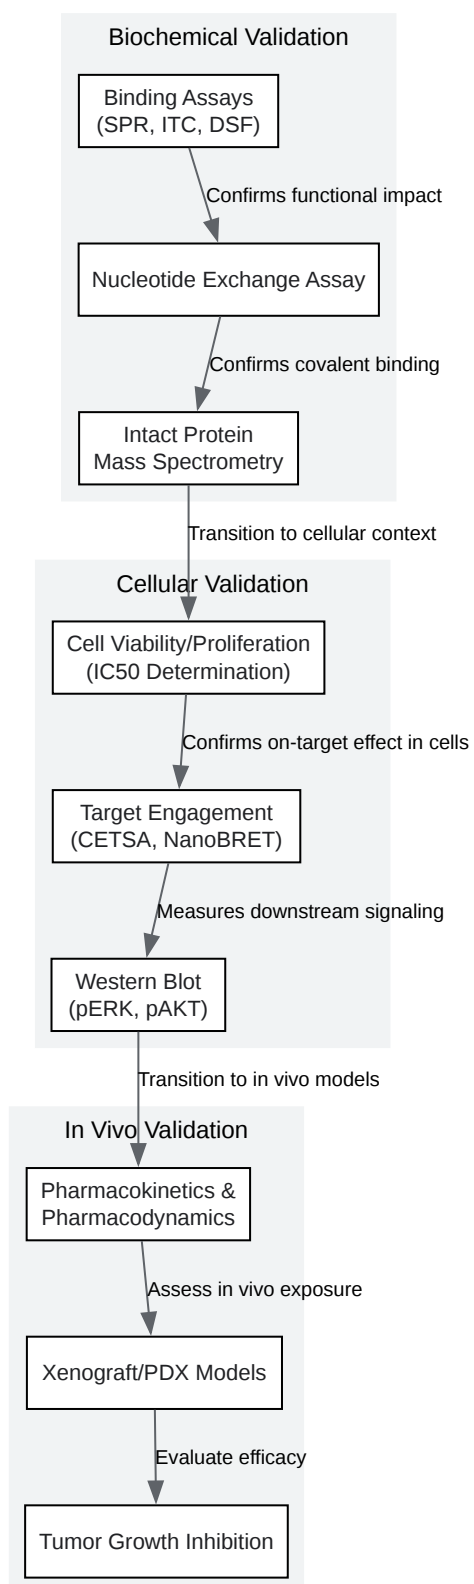 Biochemical Validation
Binding Assays
(SPR, ITC, DSF)
Confirms functional impact
Nucleotide Exchange Assay
Confirms covalent binding
Intact Protein
Mass Spectrometry
Transition to cellular context
Cellular Validation
Cell Viability/Proliferation
(IC50 Determination)
Confirms on-target effect in cells
Target Engagement
(CETSA, NanoBRET)
Measures downstream signaling
Western Blot
(pERK, pAKT)
Transition to in vivo models
In Vivo Validation
Pharmacokinetics &
Pharmacodynamics
Assess in vivo exposure
Xenograft/PDX Models
Evaluate efficacy
Tumor Growth Inhibition